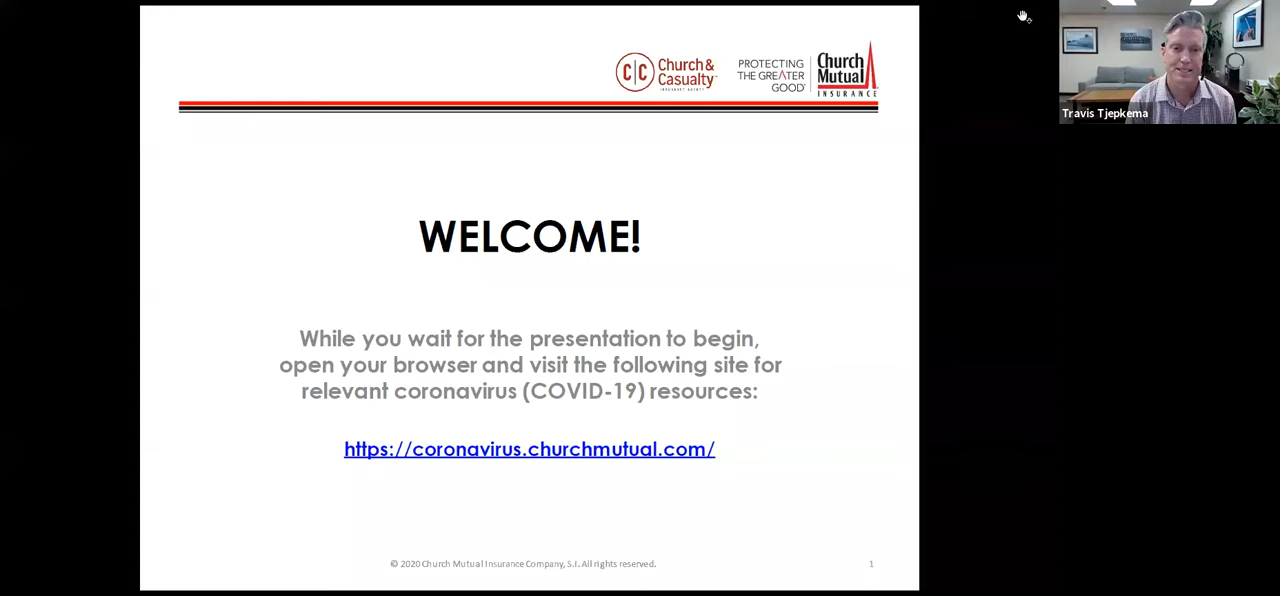 Church &
Casualty
INSURANCE AGENCY
PROTECTING
THE GREATER
GOOD
Church
Mutual
INSURANCE
Travis Tjepkema
WELCOME!
While you wait for the presentation to begin,
open your browser and visit the following site for
relevant coronavirus (COVID-19) resources:
https://coronavirus.churchmutual.com/
© 2020 Church Mutual Insurance Company, S.I. All rights reserved.
1